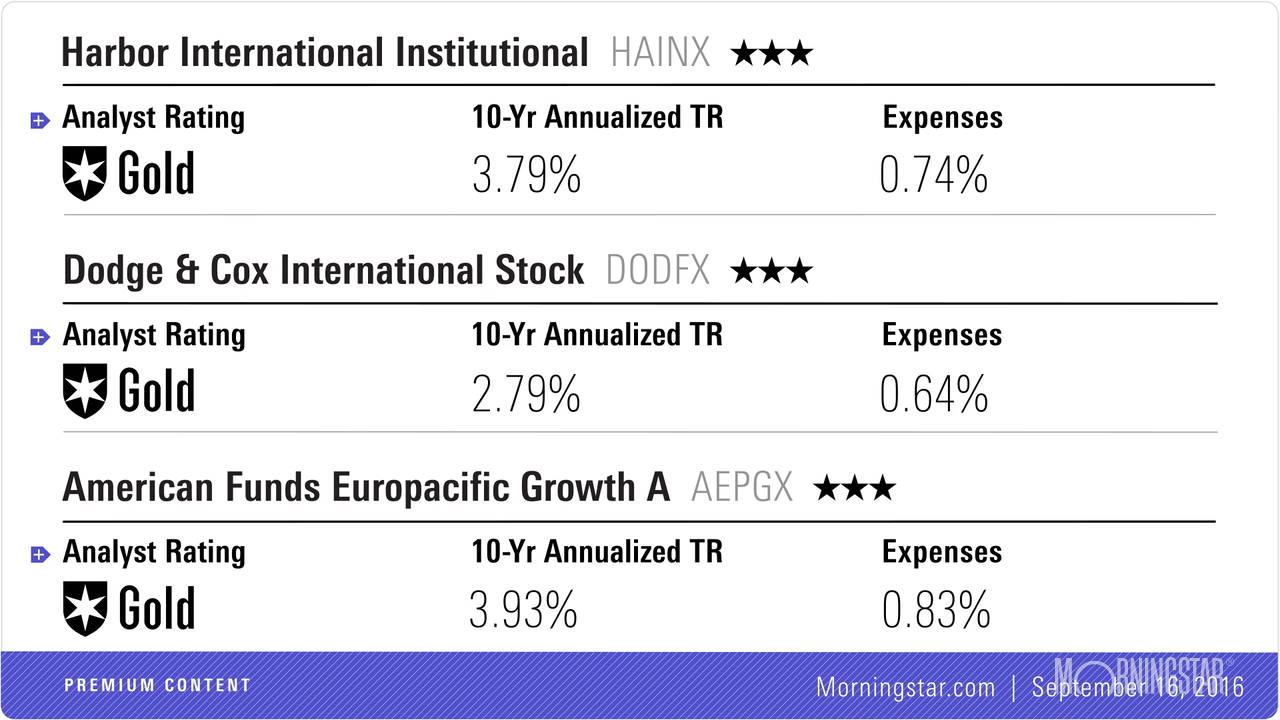 Harbor International Institutional HAINX ★★★
Analyst Rating 10-Yr Annualized TR Expenses
Gold 3.79% 0.74%
Dodge & Cox International Stock DODFX ★★★
Analyst Rating 10-Yr Annualized TR Expenses
Gold 2.79% 0.64%
American Funds Europacific Growth A AEPGX ★★★
Analyst Rating 10-Yr Annualized TR Expenses
Gold 3.93% 0.83%
PREMIUM CONTENT Morningstar.com | September 16, 2016
MORNINGSTAR®